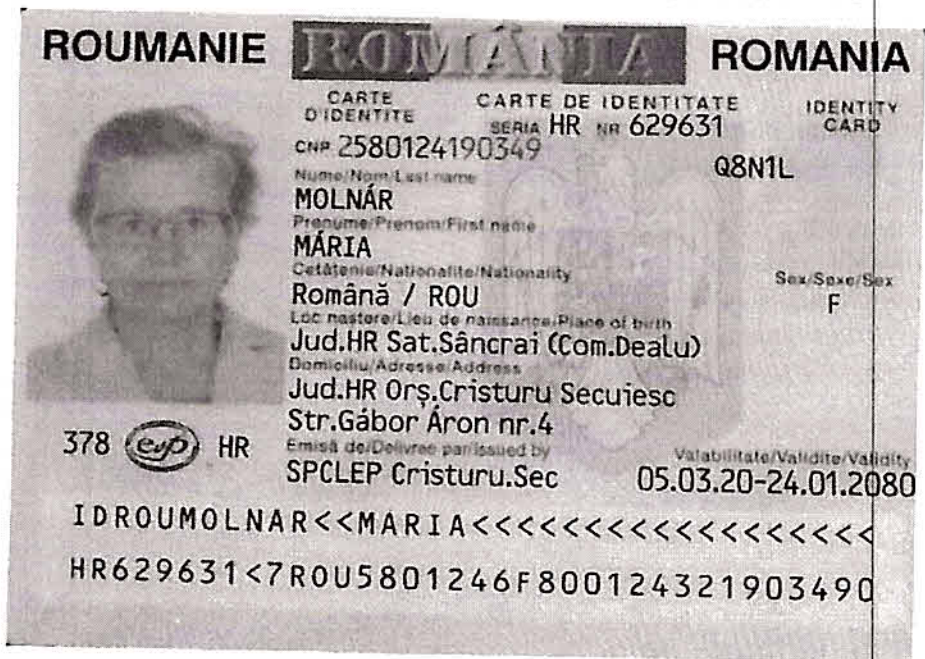 ROUMANIE ROMÂNIA ROMANIA
CARTE D'IDENTITE CARTE DE IDENTITATE IDENTITY CARD
SERIA HR NR 629631
CNP 2580124190349
Q8N1L
Nume/Nom/Last name
MOLNÁR
Prenume/Prenom/First name
MÁRIA
Cetăţenie/Nationalite/Nationality
Română / ROU
Sex/Sexe/Sex
F
Loc nastere/Lieu de naissance/Place of birth
Jud.HR Sat.Sâncrai (Com.Dealu)
Domiciliu/Adresse/Address
Jud.HR Orş.Cristuru Secuiesc
Str.Gábor Áron nr.4
378 evp HR
Emisă de/Delivree par/Issued by
SPCLEP Cristuru.Sec
Valabilitate/Validite/Validity
05.03.20-24.01.2080
IDROUMOLNAR<<MARIA<<<<<<<<<<<<<<<<<<
HR629631<7ROU5801246F800124321903490